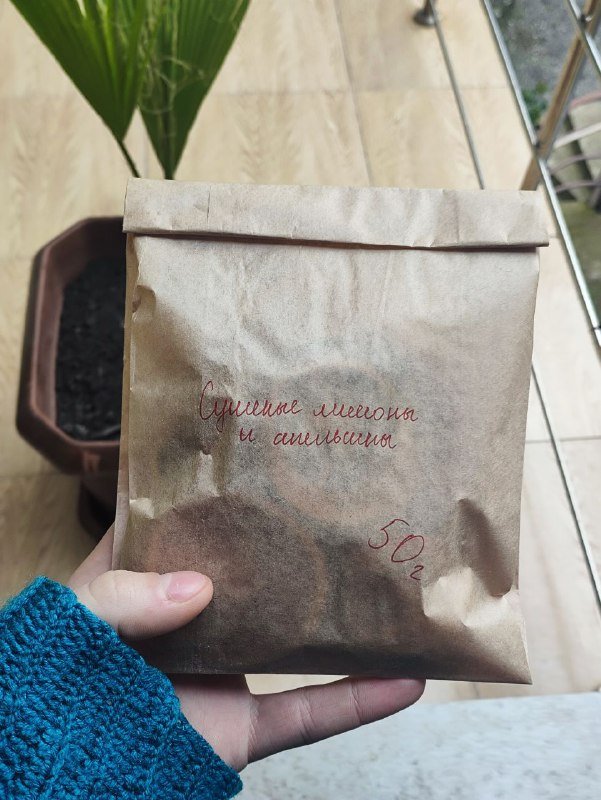 Сушеные лимоны
и апельсины
50г